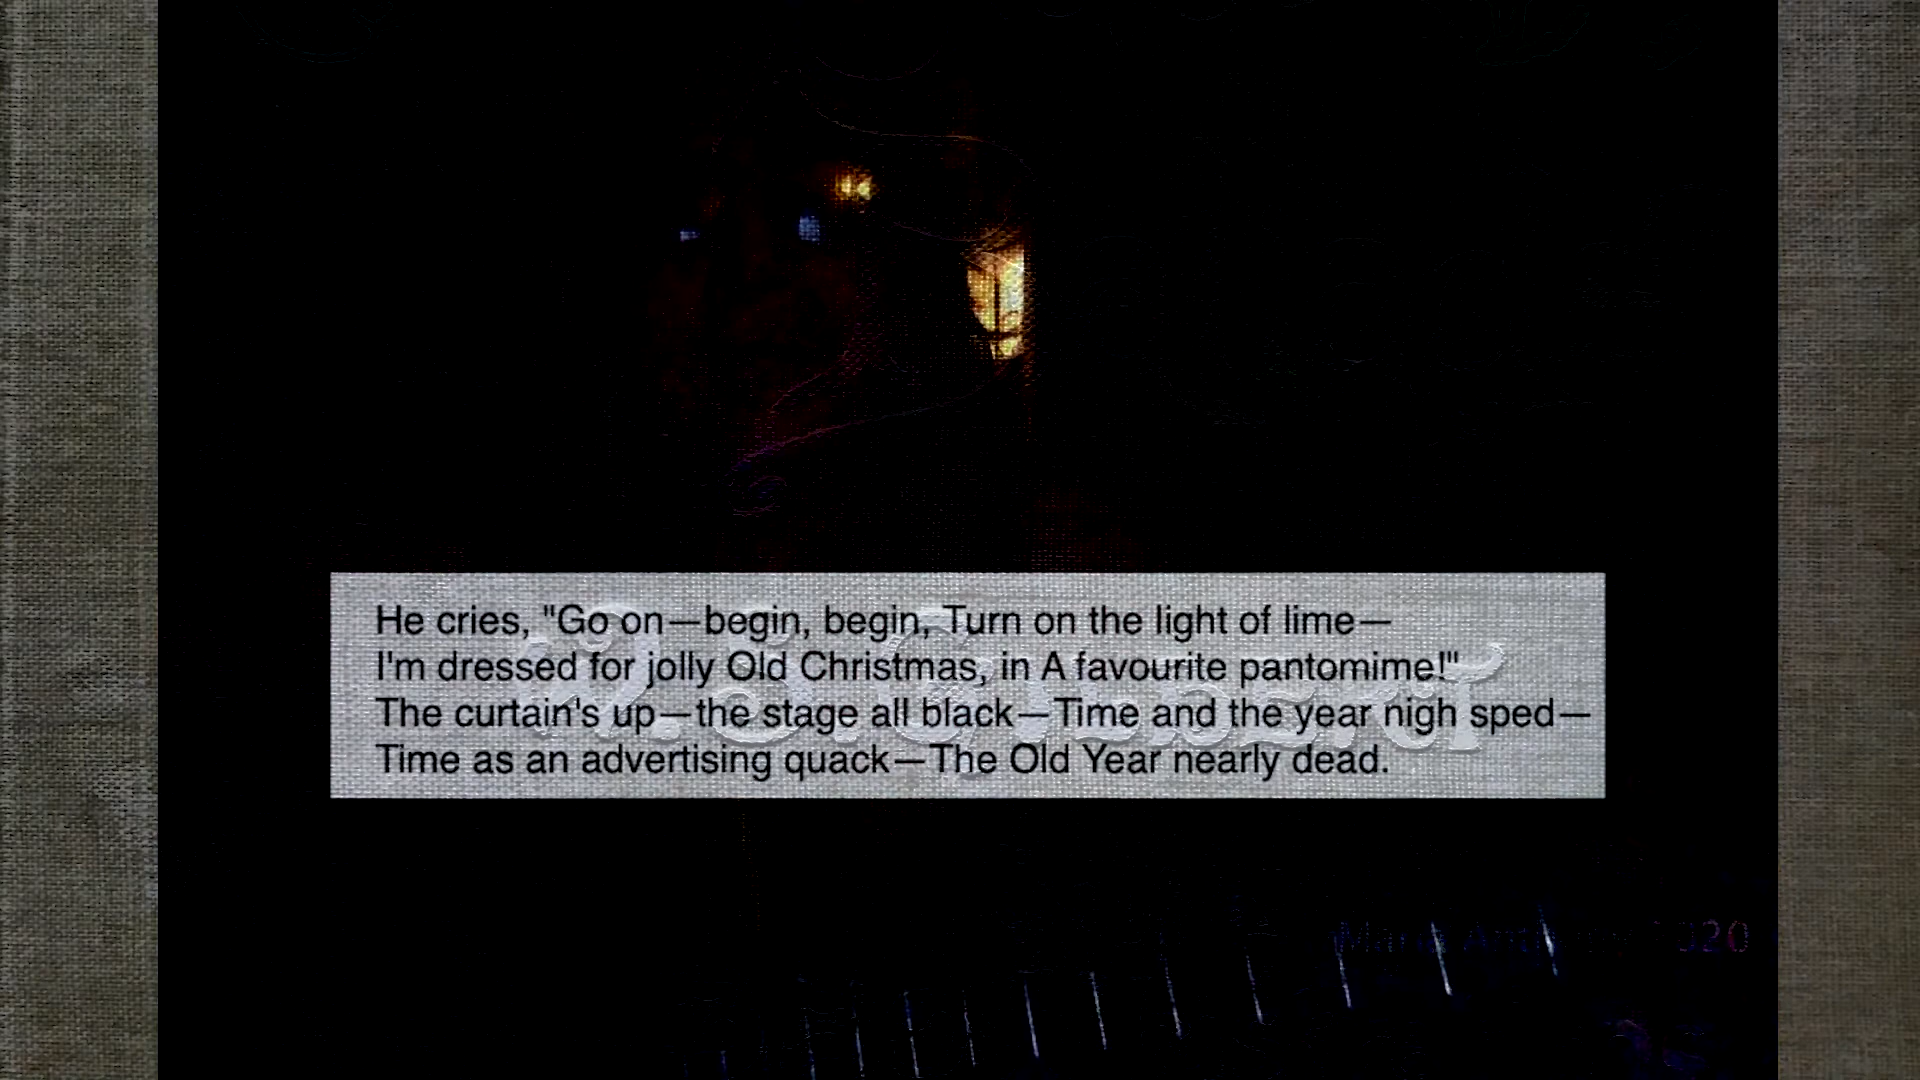 He cries, "Go on—begin, begin, Turn on the light of lime—
I'm dressed for jolly Old Christmas, in A favourite pantomime!"
The curtain's up—the stage all black—Time and the year nigh sped—
Time as an advertising quack—The Old Year nearly dead.